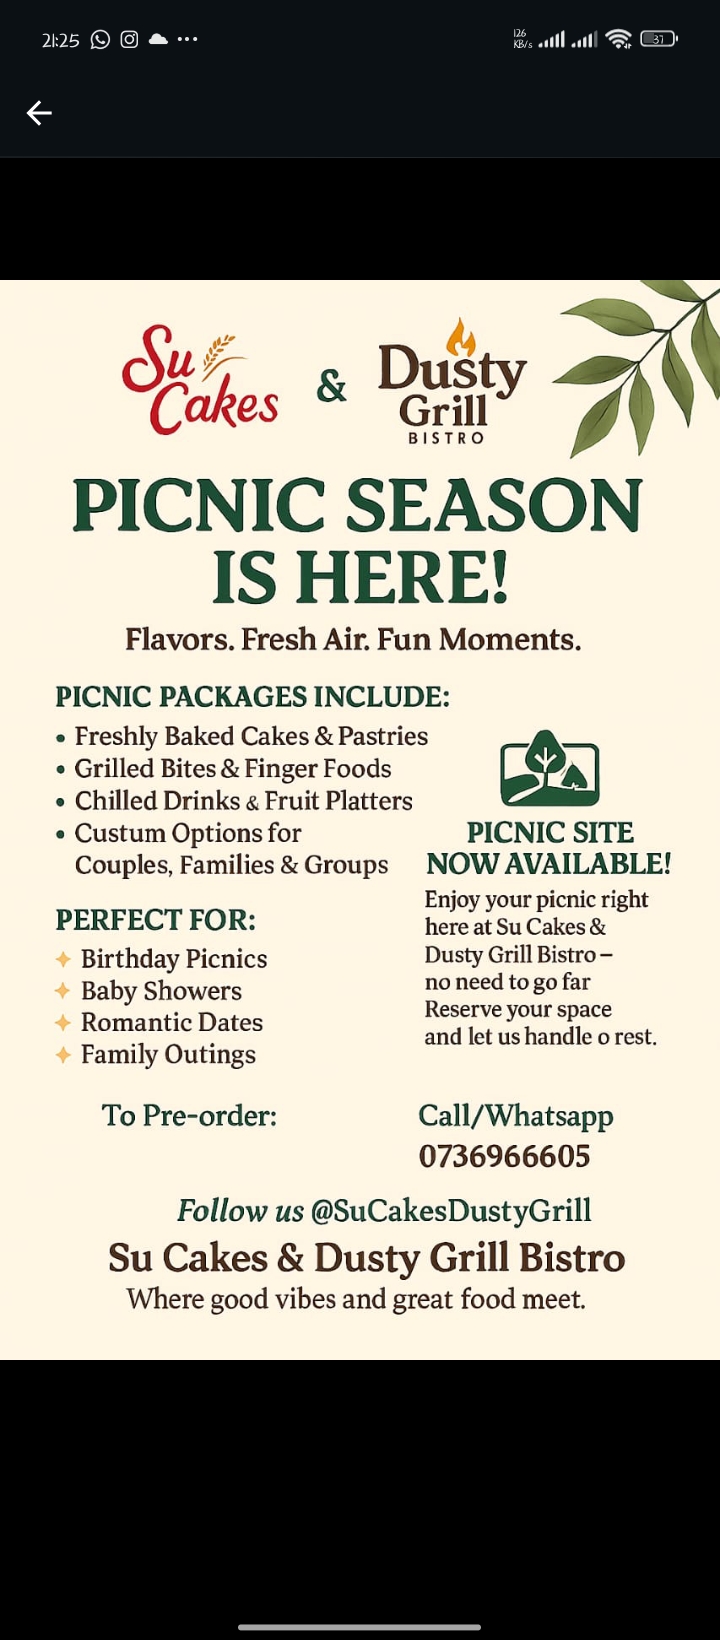 21:25
126
KB/s
37
Su
Cakes
&
Dusty
Grill
BISTRO
PICNIC SEASON
IS HERE!
Flavors. Fresh Air. Fun Moments.
PICNIC PACKAGES INCLUDE:
• Freshly Baked Cakes & Pastries
• Grilled Bites & Finger Foods
• Chilled Drinks & Fruit Platters
• Custum Options for
Couples, Families & Groups
PERFECT FOR:
Birthday Picnics
Baby Showers
Romantic Dates
Family Outings
PICNIC SITE
NOW AVAILABLE!
Enjoy your picnic right
here at Su Cakes &
Dusty Grill Bistro –
no need to go far
Reserve your space
and let us handle o rest.
To Pre-order:
Call/Whatsapp
0736966605
Follow us @SuCakesDustyGrill
Su Cakes & Dusty Grill Bistro
Where good vibes and great food meet.